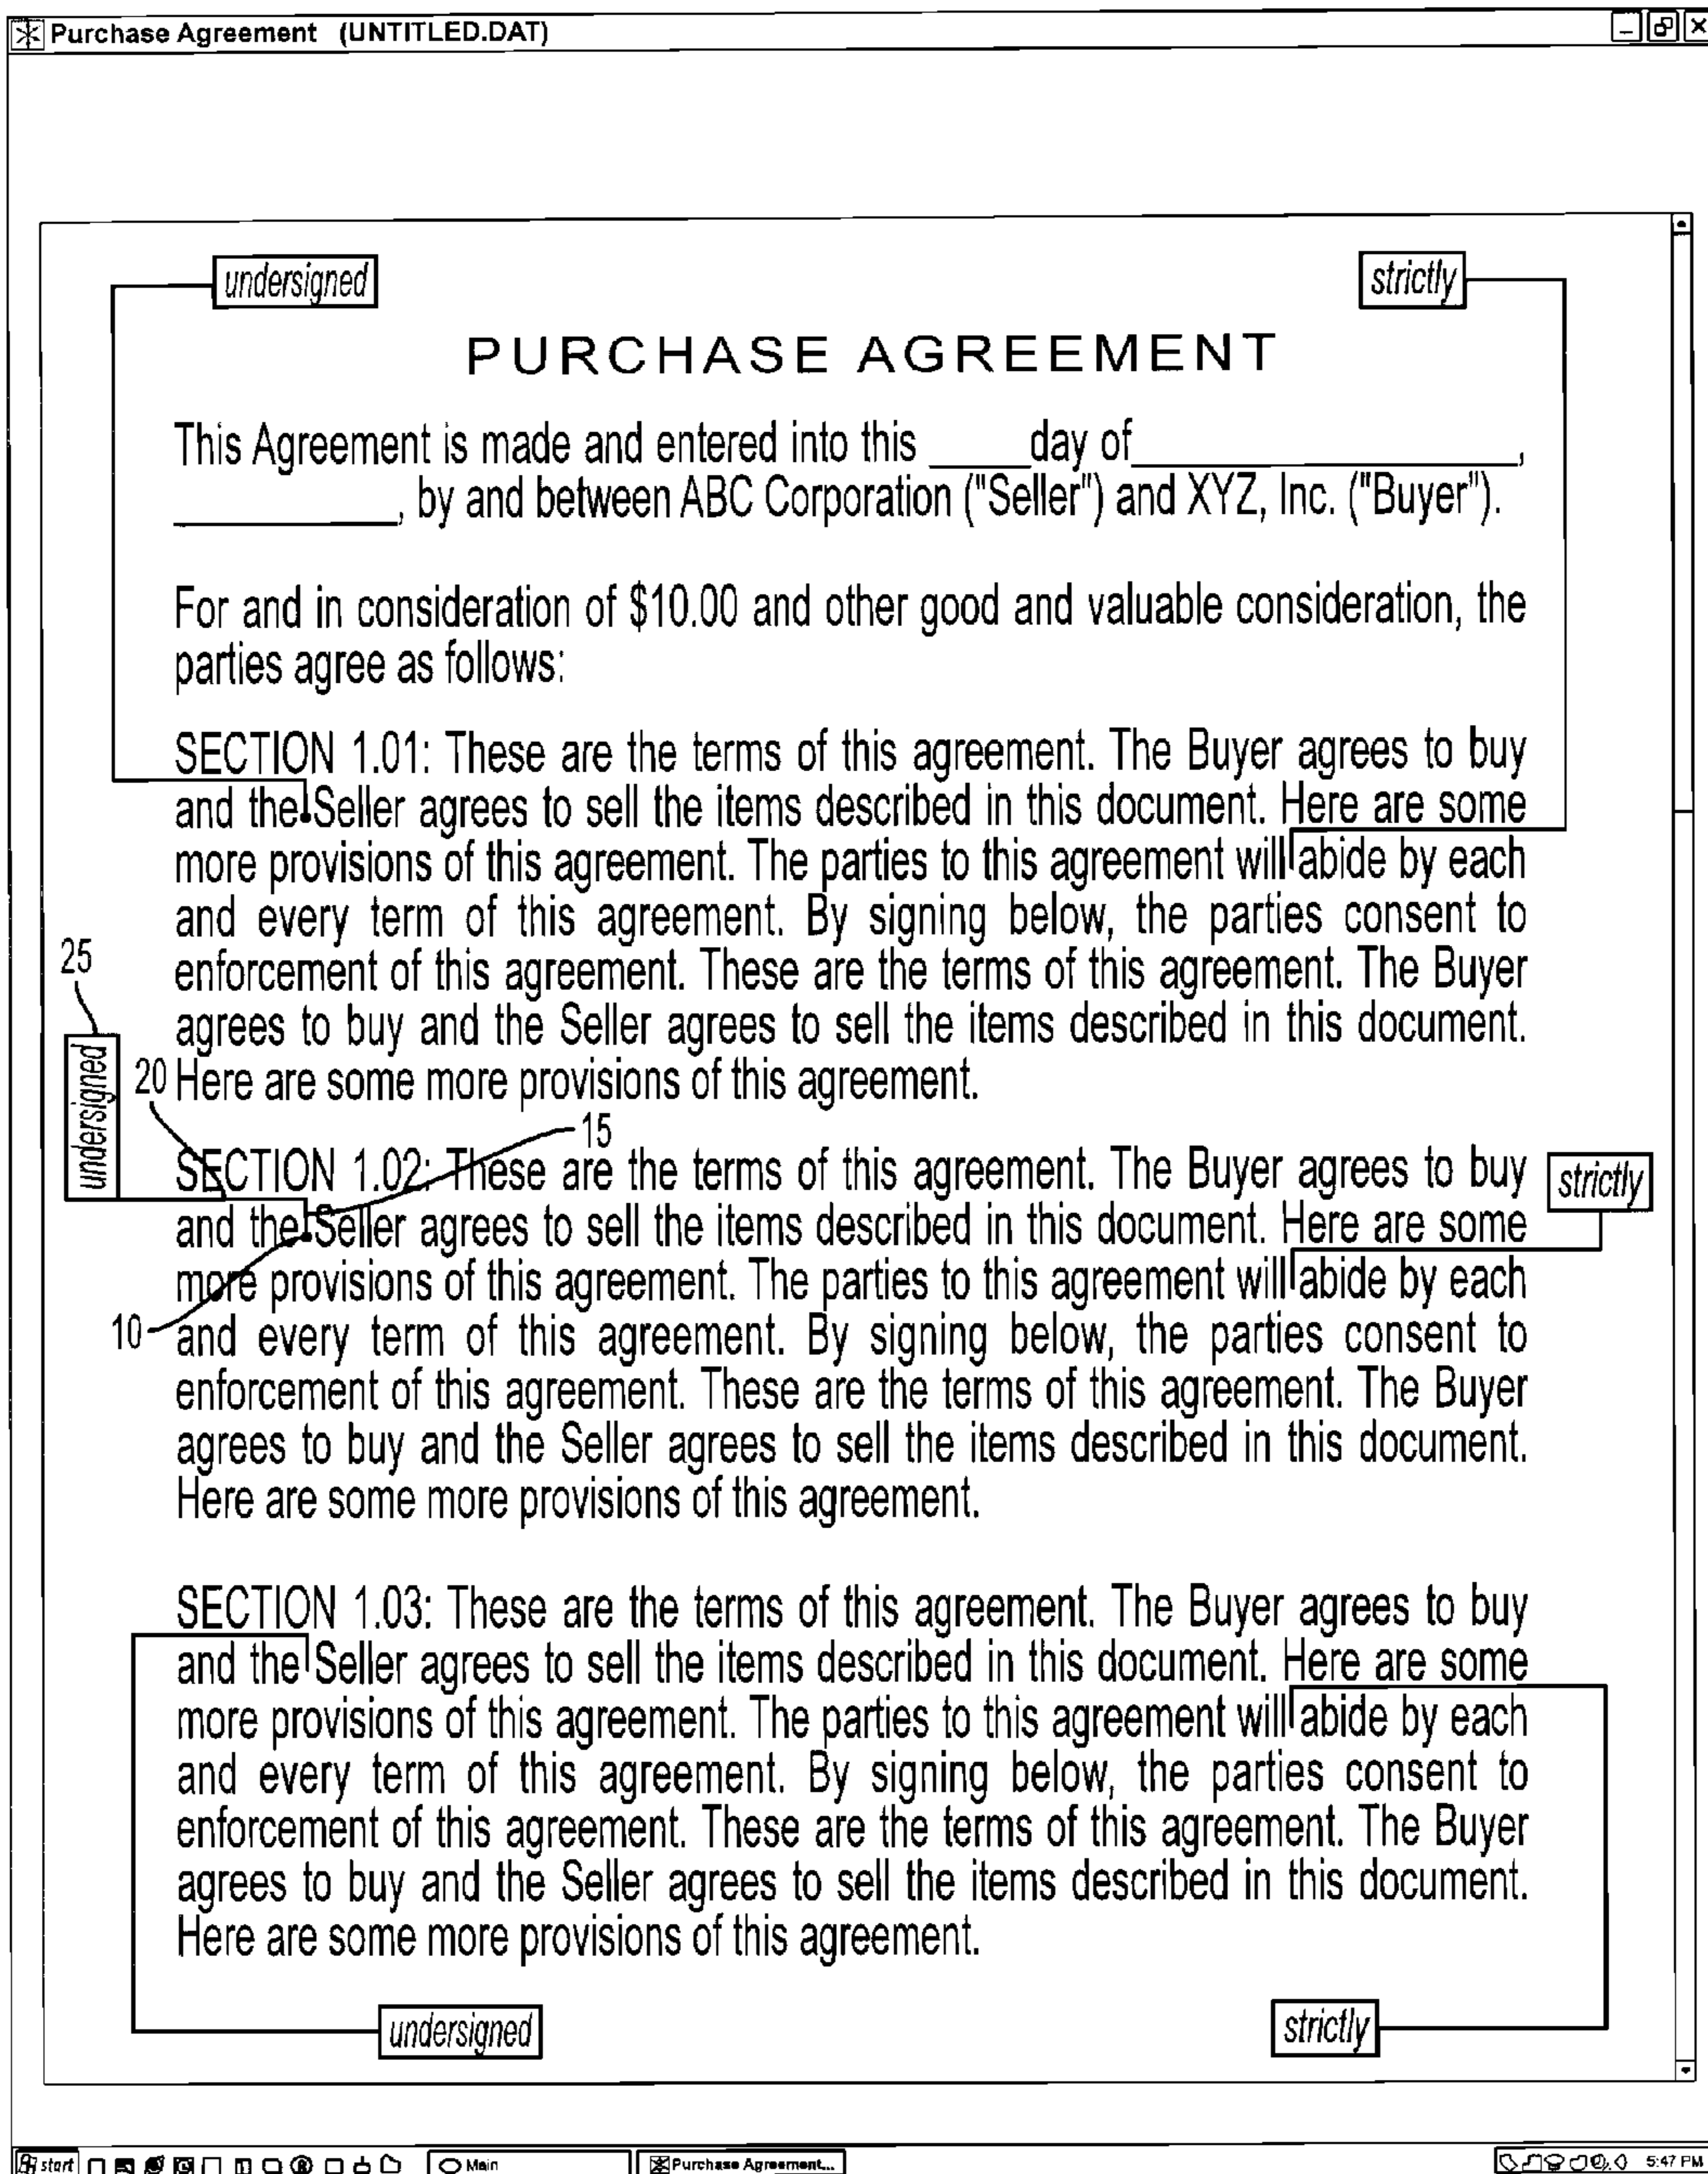 Purchase Agreement (UNTITLED.DAT)
undersigned
strictly
PURCHASE AGREEMENT
This Agreement is made and entered into this _____ day of___________________,
___________, by and between ABC Corporation ("Seller") and XYZ, Inc. ("Buyer").
For and in consideration of $10.00 and other good and valuable consideration, the
parties agree as follows:
SECTION 1.01: These are the terms of this agreement. The Buyer agrees to buy
and the Seller agrees to sell the items described in this document. Here are some
more provisions of this agreement. The parties to this agreement will abide by each
and every term of this agreement. By signing below, the parties consent to
enforcement of this agreement. These are the terms of this agreement. The Buyer
agrees to buy and the Seller agrees to sell the items described in this document.
Here are some more provisions of this agreement.
25
undersigned
20
15
SECTION 1.02: These are the terms of this agreement. The Buyer agrees to buy
strictly
and the Seller agrees to sell the items described in this document. Here are some
more provisions of this agreement. The parties to this agreement will abide by each
10
and every term of this agreement. By signing below, the parties consent to
enforcement of this agreement. These are the terms of this agreement. The Buyer
agrees to buy and the Seller agrees to sell the items described in this document.
Here are some more provisions of this agreement.
SECTION 1.03: These are the terms of this agreement. The Buyer agrees to buy
and the Seller agrees to sell the items described in this document. Here are some
more provisions of this agreement. The parties to this agreement will abide by each
and every term of this agreement. By signing below, the parties consent to
enforcement of this agreement. These are the terms of this agreement. The Buyer
agrees to buy and the Seller agrees to sell the items described in this document.
Here are some more provisions of this agreement.
undersigned
strictly
start
Main
Purchase Agreement...
5:47 PM